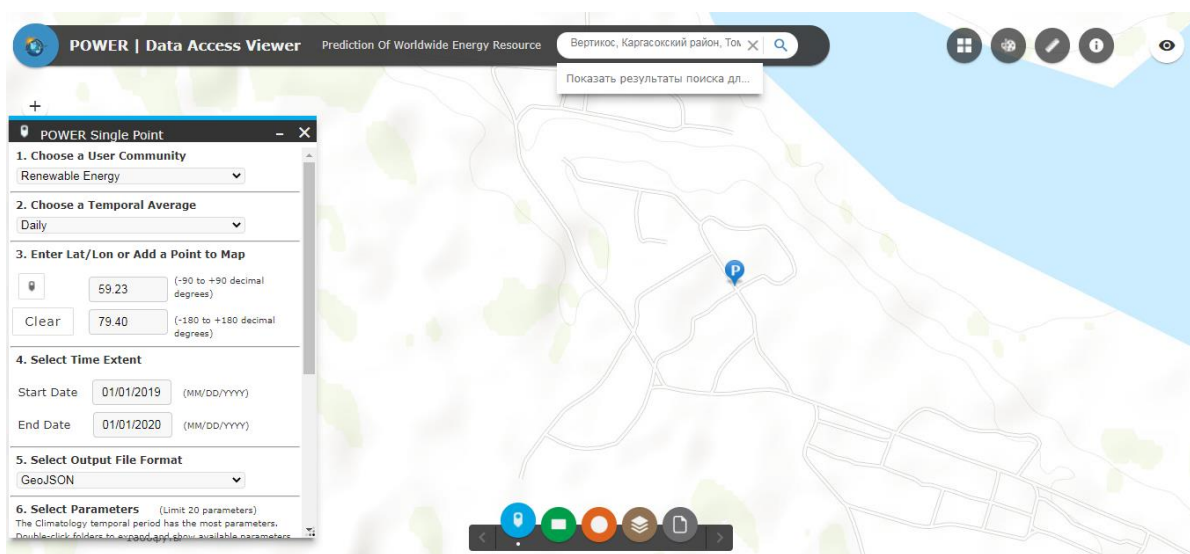 POWER | Data Access Viewer
Prediction Of Worldwide Energy Resource
Вертикос, Каргасокский район, Том
Показать результаты поиска дл...
+
POWER Single Point
1. Choose a User Community
Renewable Energy
2. Choose a Temporal Average
Daily
3. Enter Lat/Lon or Add a Point to Map
59.23 (-90 to +90 decimal
degrees)
Clear 79.40 (-180 to +180 decimal
degrees)
4. Select Time Extent
Start Date 01/01/2019 (MM/DD/YYYY)
End Date 01/01/2020 (MM/DD/YYYY)
5. Select Output File Format
GeoJSON
6. Select Parameters (Limit 20 parameters)
The Climatology temporal period has the most parameters.
Double-click folders to expand and show available parameters
P